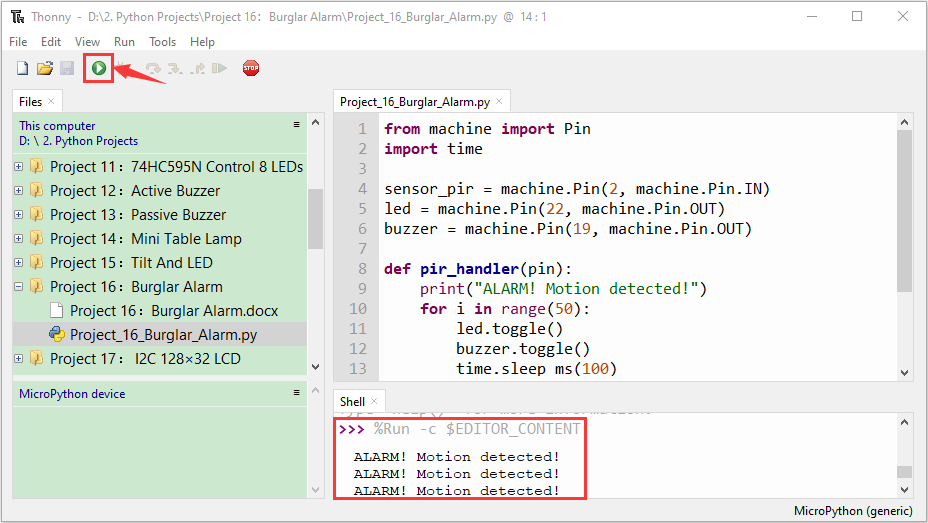 Thonny - D:\2. Python Projects\Project 16：Burglar Alarm\Project_16_Burglar_Alarm.py @ 14 : 1
File Edit View Run Tools Help
STOP
Files
This computer
D: \ 2. Python Projects
Project 11：74HC595N Control 8 LEDs
Project 12：Active Buzzer
Project 13：Passive Buzzer
Project 14：Mini Table Lamp
Project 15：Tilt And LED
Project 16：Burglar Alarm
Project 16：Burglar Alarm.docx
Project_16_Burglar_Alarm.py
Project 17： I2C 128×32 LCD
MicroPython device
Project_16_Burglar_Alarm.py
1 from machine import Pin
2 import time
3
4 sensor_pir = machine.Pin(2, machine.Pin.IN)
5 led = machine.Pin(22, machine.Pin.OUT)
6 buzzer = machine.Pin(19, machine.Pin.OUT)
7
8 def pir_handler(pin):
9 print("ALARM! Motion detected!")
10 for i in range(50):
11 led.toggle()
12 buzzer.toggle()
13 time.sleep_ms(100)
Shell
Type "help()" for more information.
>>> %Run -c $EDITOR_CONTENT
ALARM! Motion detected!
ALARM! Motion detected!
ALARM! Motion detected!
MicroPython (generic)